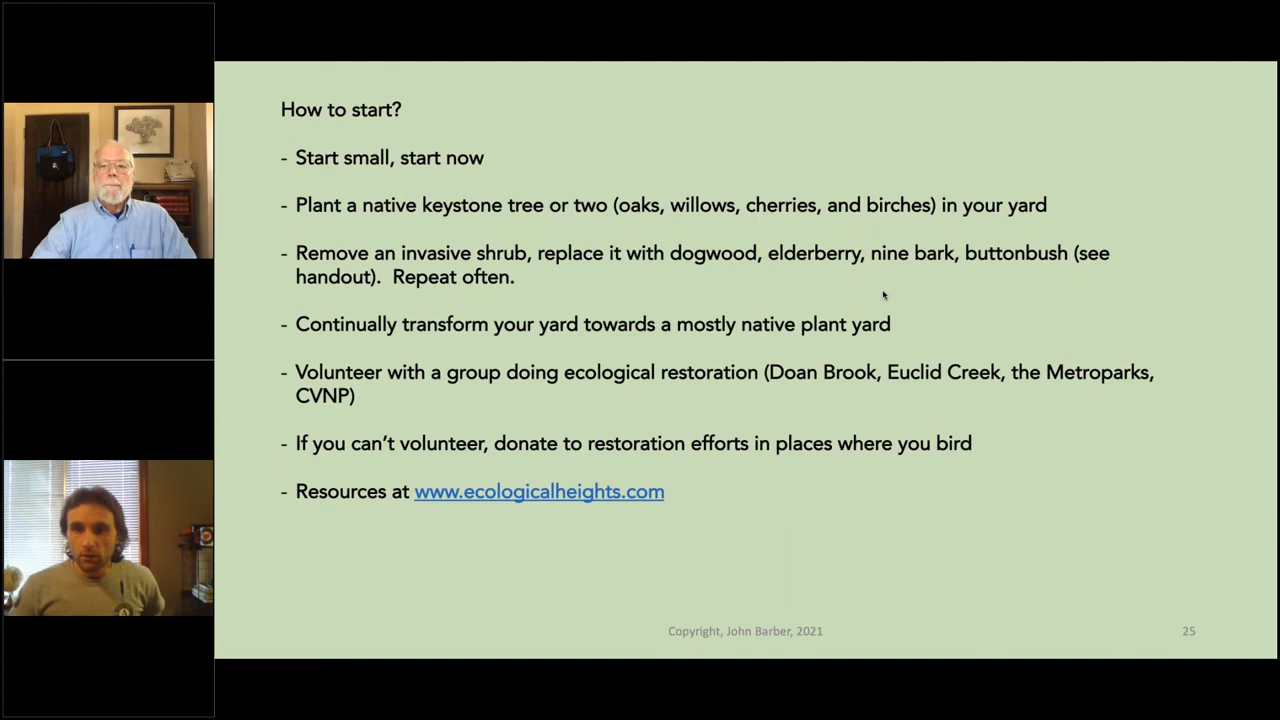 How to start?
- Start small, start now
- Plant a native keystone tree or two (oaks, willows, cherries, and birches) in your yard
- Remove an invasive shrub, replace it with dogwood, elderberry, nine bark, buttonbush (see
handout).  Repeat often.
- Continually transform your yard towards a mostly native plant yard
- Volunteer with a group doing ecological restoration (Doan Brook, Euclid Creek, the Metroparks,
CVNP)
- If you can’t volunteer, donate to restoration efforts in places where you bird
- Resources at www.ecologicalheights.com
Copyright, John Barber, 2021
25